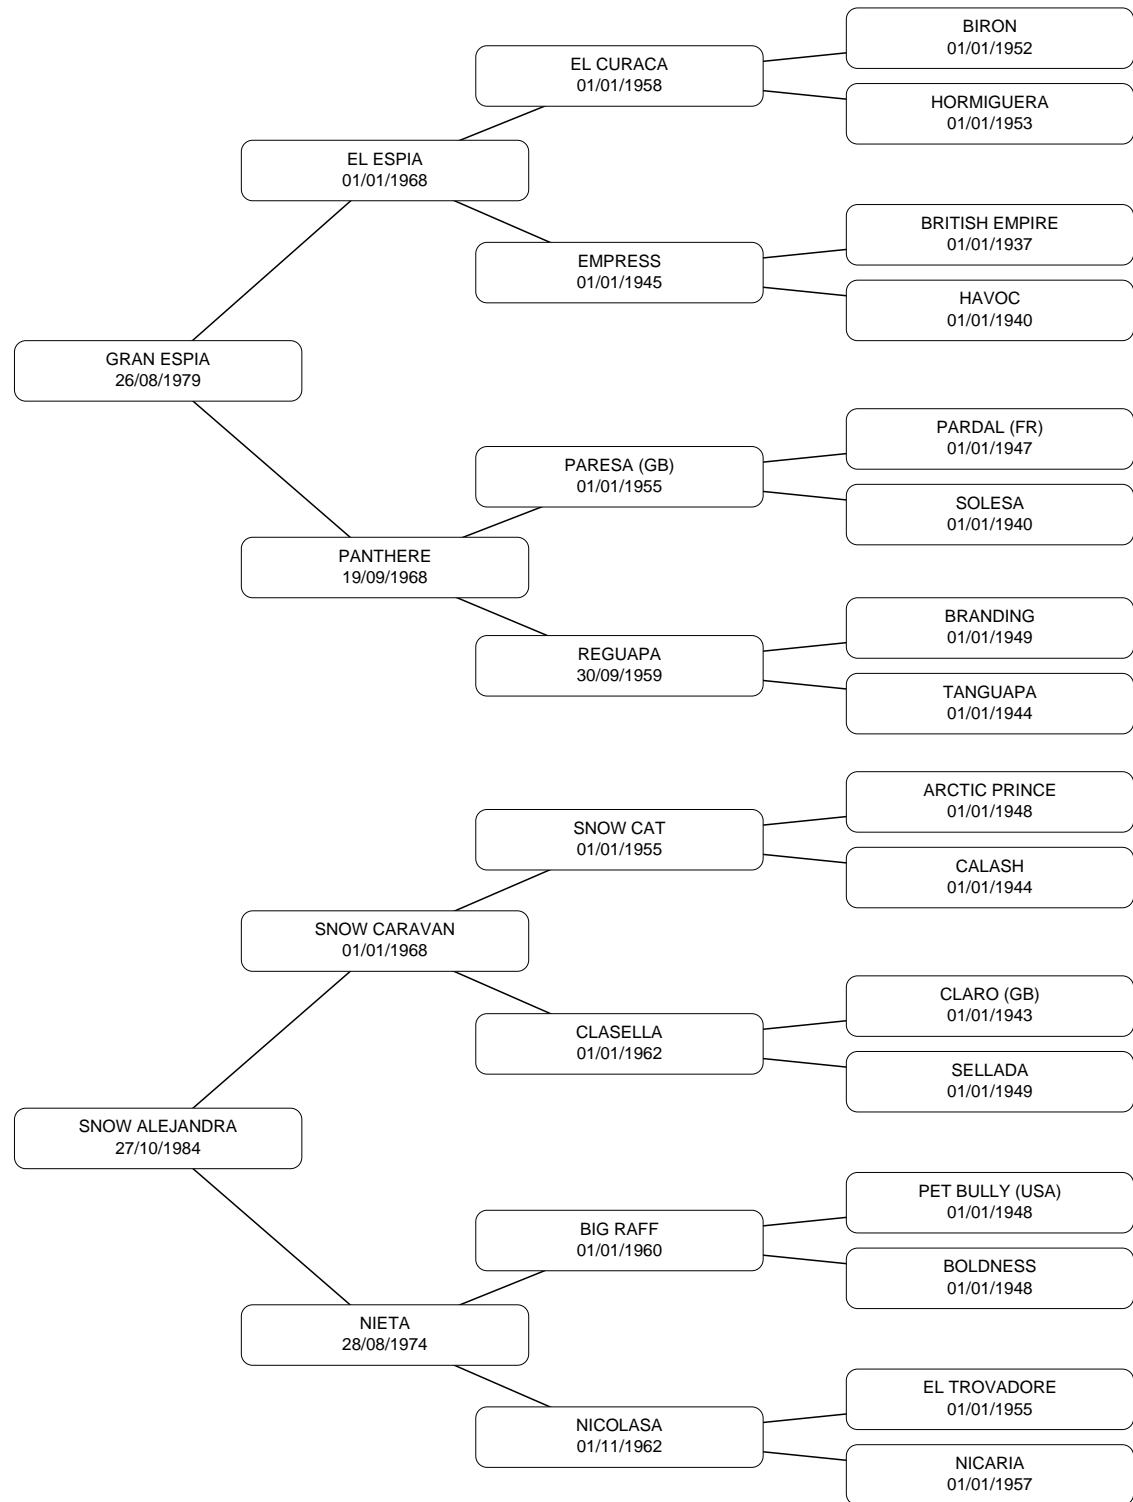 BIRON
01/01/1952
EL CURACA
01/01/1958
HORMIGUERA
01/01/1953
EL ESPIA
01/01/1968
BRITISH EMPIRE
01/01/1937
EMPRESS
01/01/1945
HAVOC
01/01/1940
GRAN ESPIA
26/08/1979
PARDAL (FR)
01/01/1947
PARESA (GB)
01/01/1955
SOLESA
01/01/1940
PANTHERE
19/09/1968
BRANDING
01/01/1949
REGUAPA
30/09/1959
TANGUAPA
01/01/1944
ARCTIC PRINCE
01/01/1948
SNOW CAT
01/01/1955
CALASH
01/01/1944
SNOW CARAVAN
01/01/1968
CLARO (GB)
01/01/1943
CLASELLA
01/01/1962
SELLADA
01/01/1949
SNOW ALEJANDRA
27/10/1984
PET BULLY (USA)
01/01/1948
BIG RAFF
01/01/1960
BOLDNESS
01/01/1948
NIETA
28/08/1974
EL TROVADORE
01/01/1955
NICOLASA
01/11/1962
NICARIA
01/01/1957